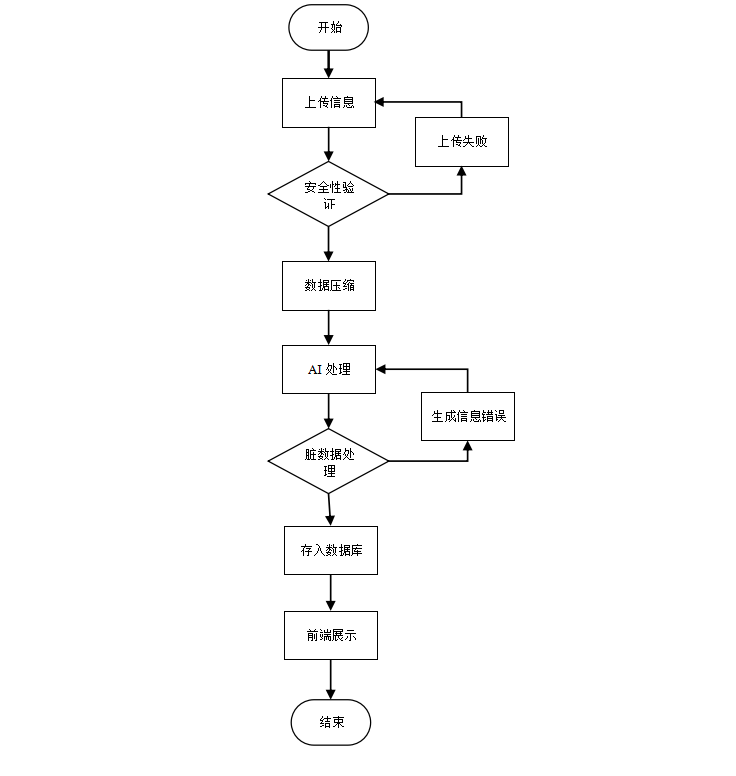 开始
上传信息
上传失败
安全性验
证
数据压缩
AI 处理
生成信息错误
脏数据处
理
存入数据库
前端展示
结束